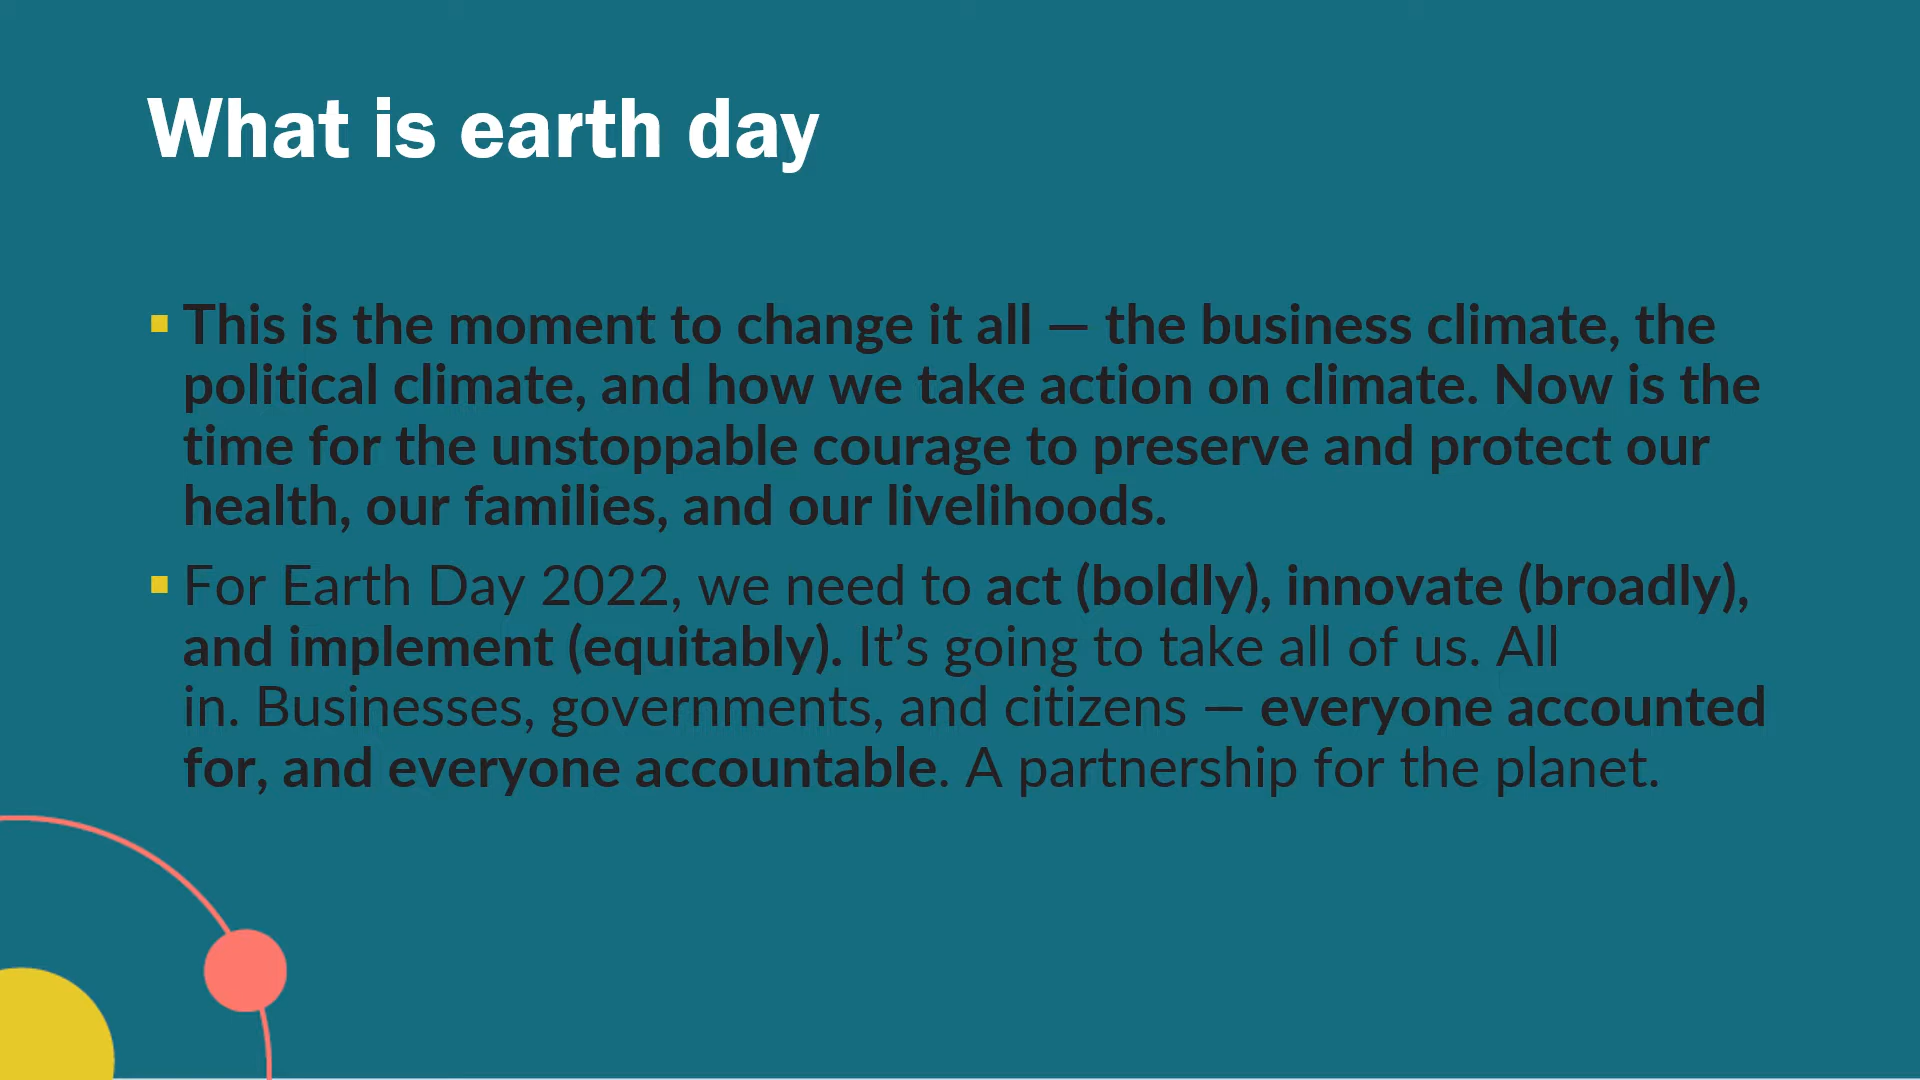 What is earth day
This is the moment to change it all — the business climate, the
political climate, and how we take action on climate. Now is the
time for the unstoppable courage to preserve and protect our
health, our families, and our livelihoods.
For Earth Day 2022, we need to act (boldly), innovate (broadly),
and implement (equitably). It’s going to take all of us. All
in. Businesses, governments, and citizens — everyone accounted
for, and everyone accountable. A partnership for the planet.